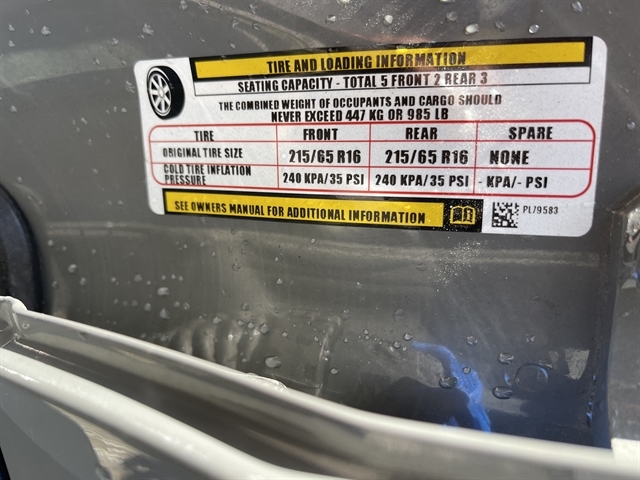 TIRE AND LOADING INFORMATION
SEATING CAPACITY - TOTAL 5 FRONT 2 REAR 3
THE COMBINED WEIGHT OF OCCUPANTS AND CARGO SHOULD
NEVER EXCEED 447 KG OR 985 LB
TIRE FRONT REAR SPARE
ORIGINAL TIRE SIZE 215/65 R16 215/65 R16 NONE
COLD TIRE INFLATION PRESSURE 240 KPA/35 PSI 240 KPA/35 PSI - KPA/- PSI
SEE OWNERS MANUAL FOR ADDITIONAL INFORMATION
PL79583